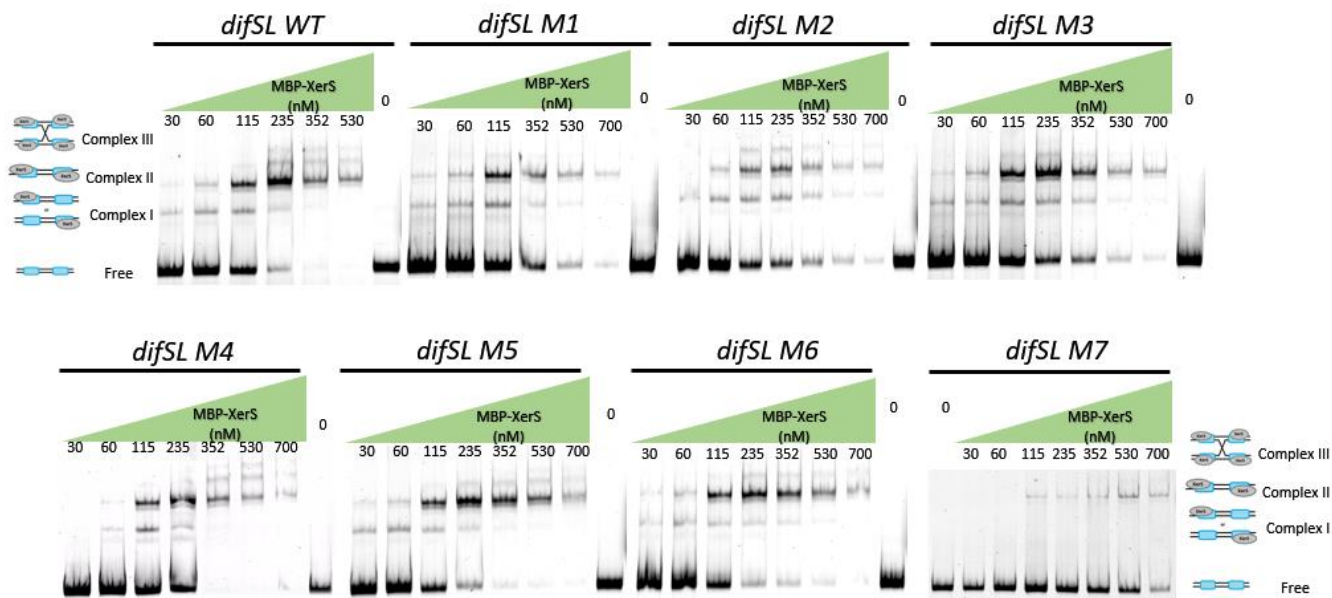 difSL WT difSL M1 difSL M2 difSL M3
MBP-XerS (nM) 0 MBP-XerS (nM) 0 MBP-XerS (nM) 0 MBP-XerS (nM) 0
30 60 115 235 352 530 30 60 115 352 530 700 30 60 115 235 352 530 700 30 60 115 235 352 530 700
Complex III
Complex II
Complex I
Free
difSL M4 difSL M5 difSL M6 difSL M7
MBP-XerS (nM) 0 MBP-XerS (nM) 0 MBP-XerS (nM) 0 0 MBP-XerS (nM)
30 60 115 235 352 530 700 30 60 115 235 352 530 700 30 60 115 235 352 530 700 30 60 115 235 352 530 700
Complex III
Complex II
Complex I
Free